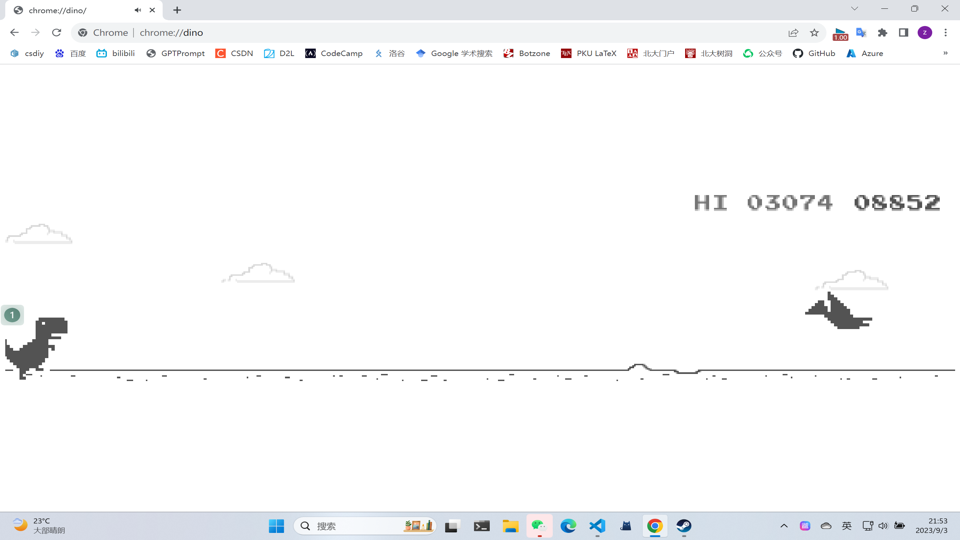 chrome://dino/
Chrome | chrome://dino
1.00
z
csdiy 百度 bilibili GPTPrompt CSDN D2L CodeCamp 洛谷 Google 学术搜索 Botzone PKU LaTeX 北大门户 北大树洞 公众号 GitHub Azure »
HI 03074 08852
1
23°C
大部晴朗
搜索
英
21:53
2023/9/3